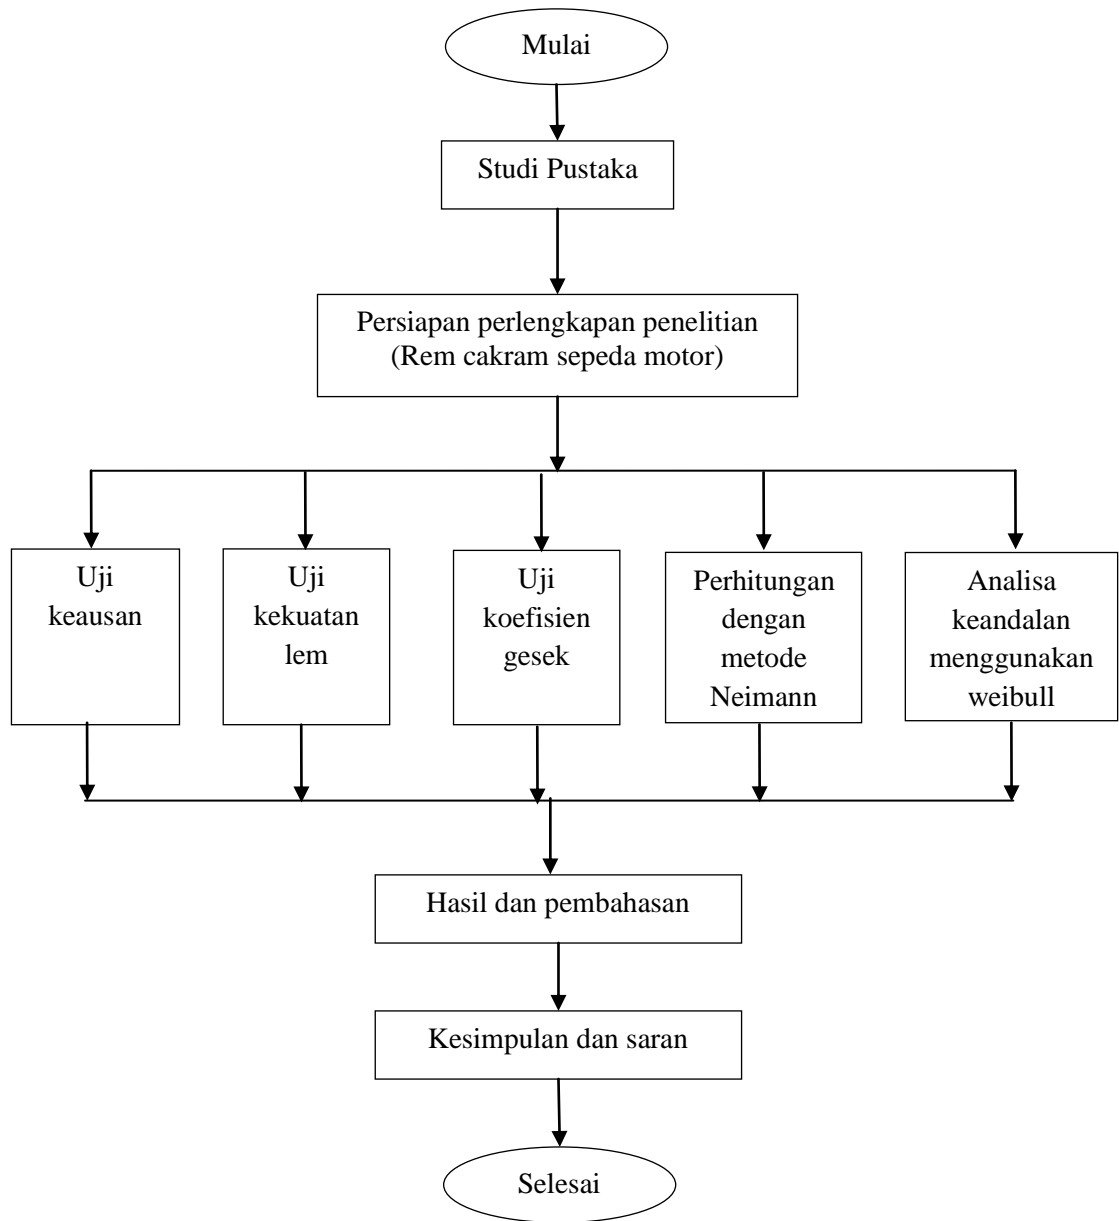 Mulai
Studi Pustaka
Persiapan perlengkapan penelitian
(Rem cakram sepeda motor)
Uji
keausan
Uji
kekuatan
lem
Uji
koefisien
gesek
Perhitungan
dengan
metode
Neimann
Analisa
keandalan
menggunakan
weibull
Hasil dan pembahasan
Kesimpulan dan saran
Selesai